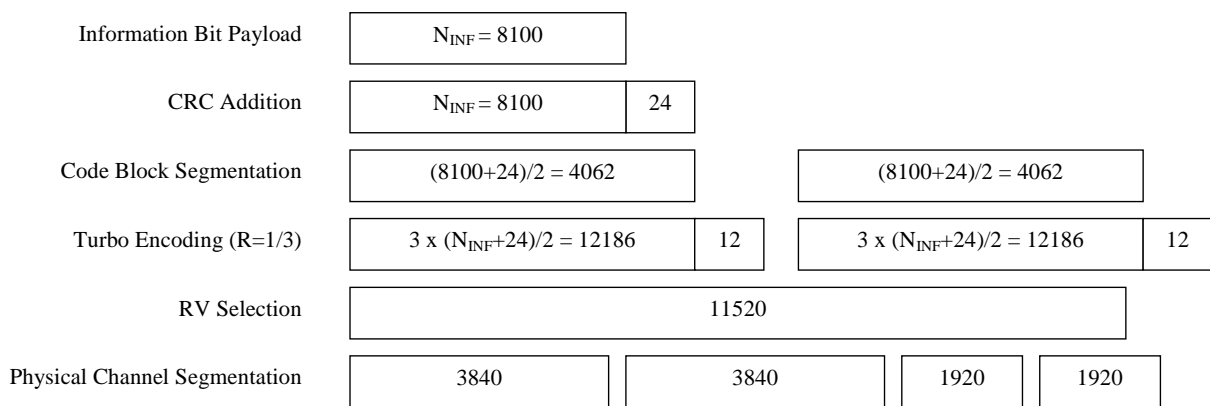 Information Bit Payload N_INF = 8100
CRC Addition N_INF = 8100 24
Code Block Segmentation (8100+24)/2 = 4062 (8100+24)/2 = 4062
Turbo Encoding (R=1/3) 3 x (N_INF+24)/2 = 12186 12 3 x (N_INF+24)/2 = 12186 12
RV Selection 11520
Physical Channel Segmentation 3840 3840 1920 1920